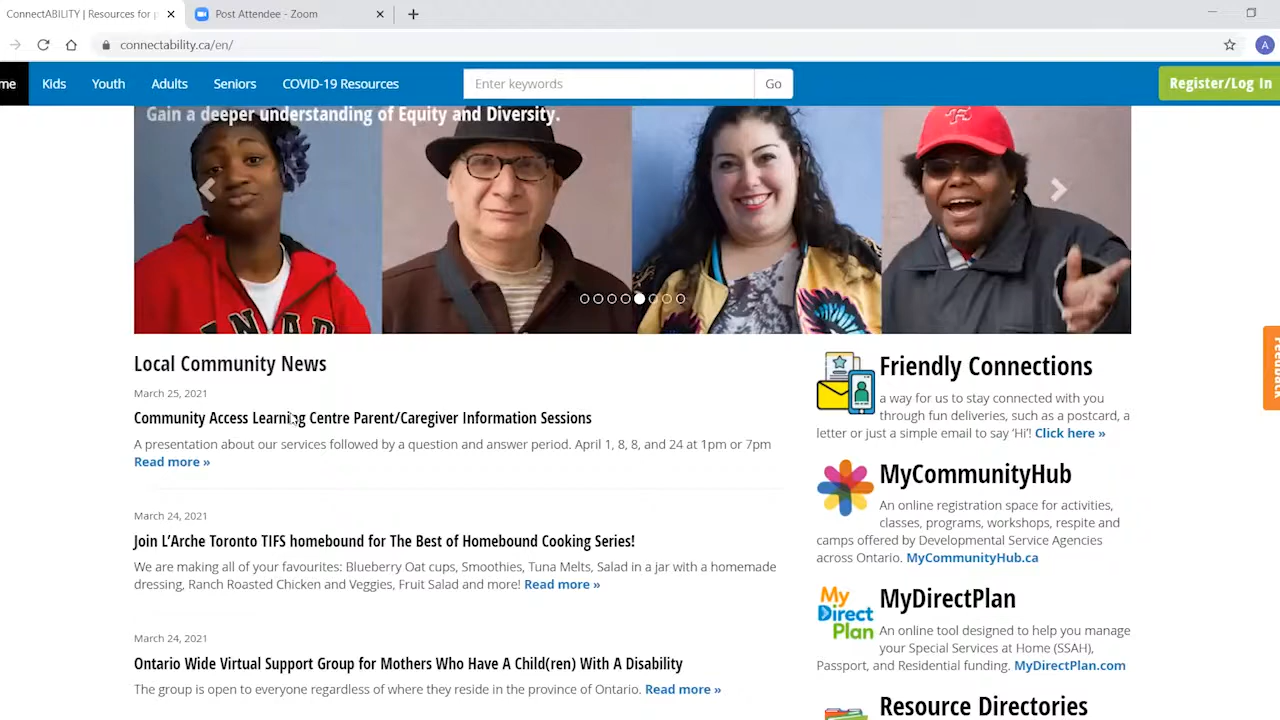 ConnectABILITY | Resources for p
Post Attendee - Zoom
connectability.ca/en/
A
me
Kids
Youth
Adults
Seniors
COVID-19 Resources
Enter keywords
Go
Register/Log In
Gain a deeper understanding of Equity and Diversity.
Local Community News
March 25, 2021
Community Access Learning Centre Parent/Caregiver Information Sessions
A presentation about our services followed by a question and answer period. April 1, 8, 8, and 24 at 1pm or 7pm
Read more »
March 24, 2021
Join L’Arche Toronto TIFS homebound for The Best of Homebound Cooking Series!
We are making all of your favourites: Blueberry Oat cups, Smoothies, Tuna Melts, Salad in a jar with a homemade
dressing, Ranch Roasted Chicken and Veggies, Fruit Salad and more! Read more »
March 24, 2021
Ontario Wide Virtual Support Group for Mothers Who Have A Child(ren) With A Disability
The group is open to everyone regardless of where they reside in the province of Ontario. Read more »
Friendly Connections
a way for us to stay connected with you
through fun deliveries, such as a postcard, a
letter or just a simple email to say ‘Hi’! Click here »
MyCommunityHub
An online registration space for activities,
classes, programs, workshops, respite and
camps offered by Developmental Service Agencies
across Ontario. MyCommunityHub.ca
My
Direct
Plan
MyDirectPlan
An online tool designed to help you manage
your Special Services at Home (SSAH),
Passport, and Residential funding. MyDirectPlan.com
Resource Directories
Feedback